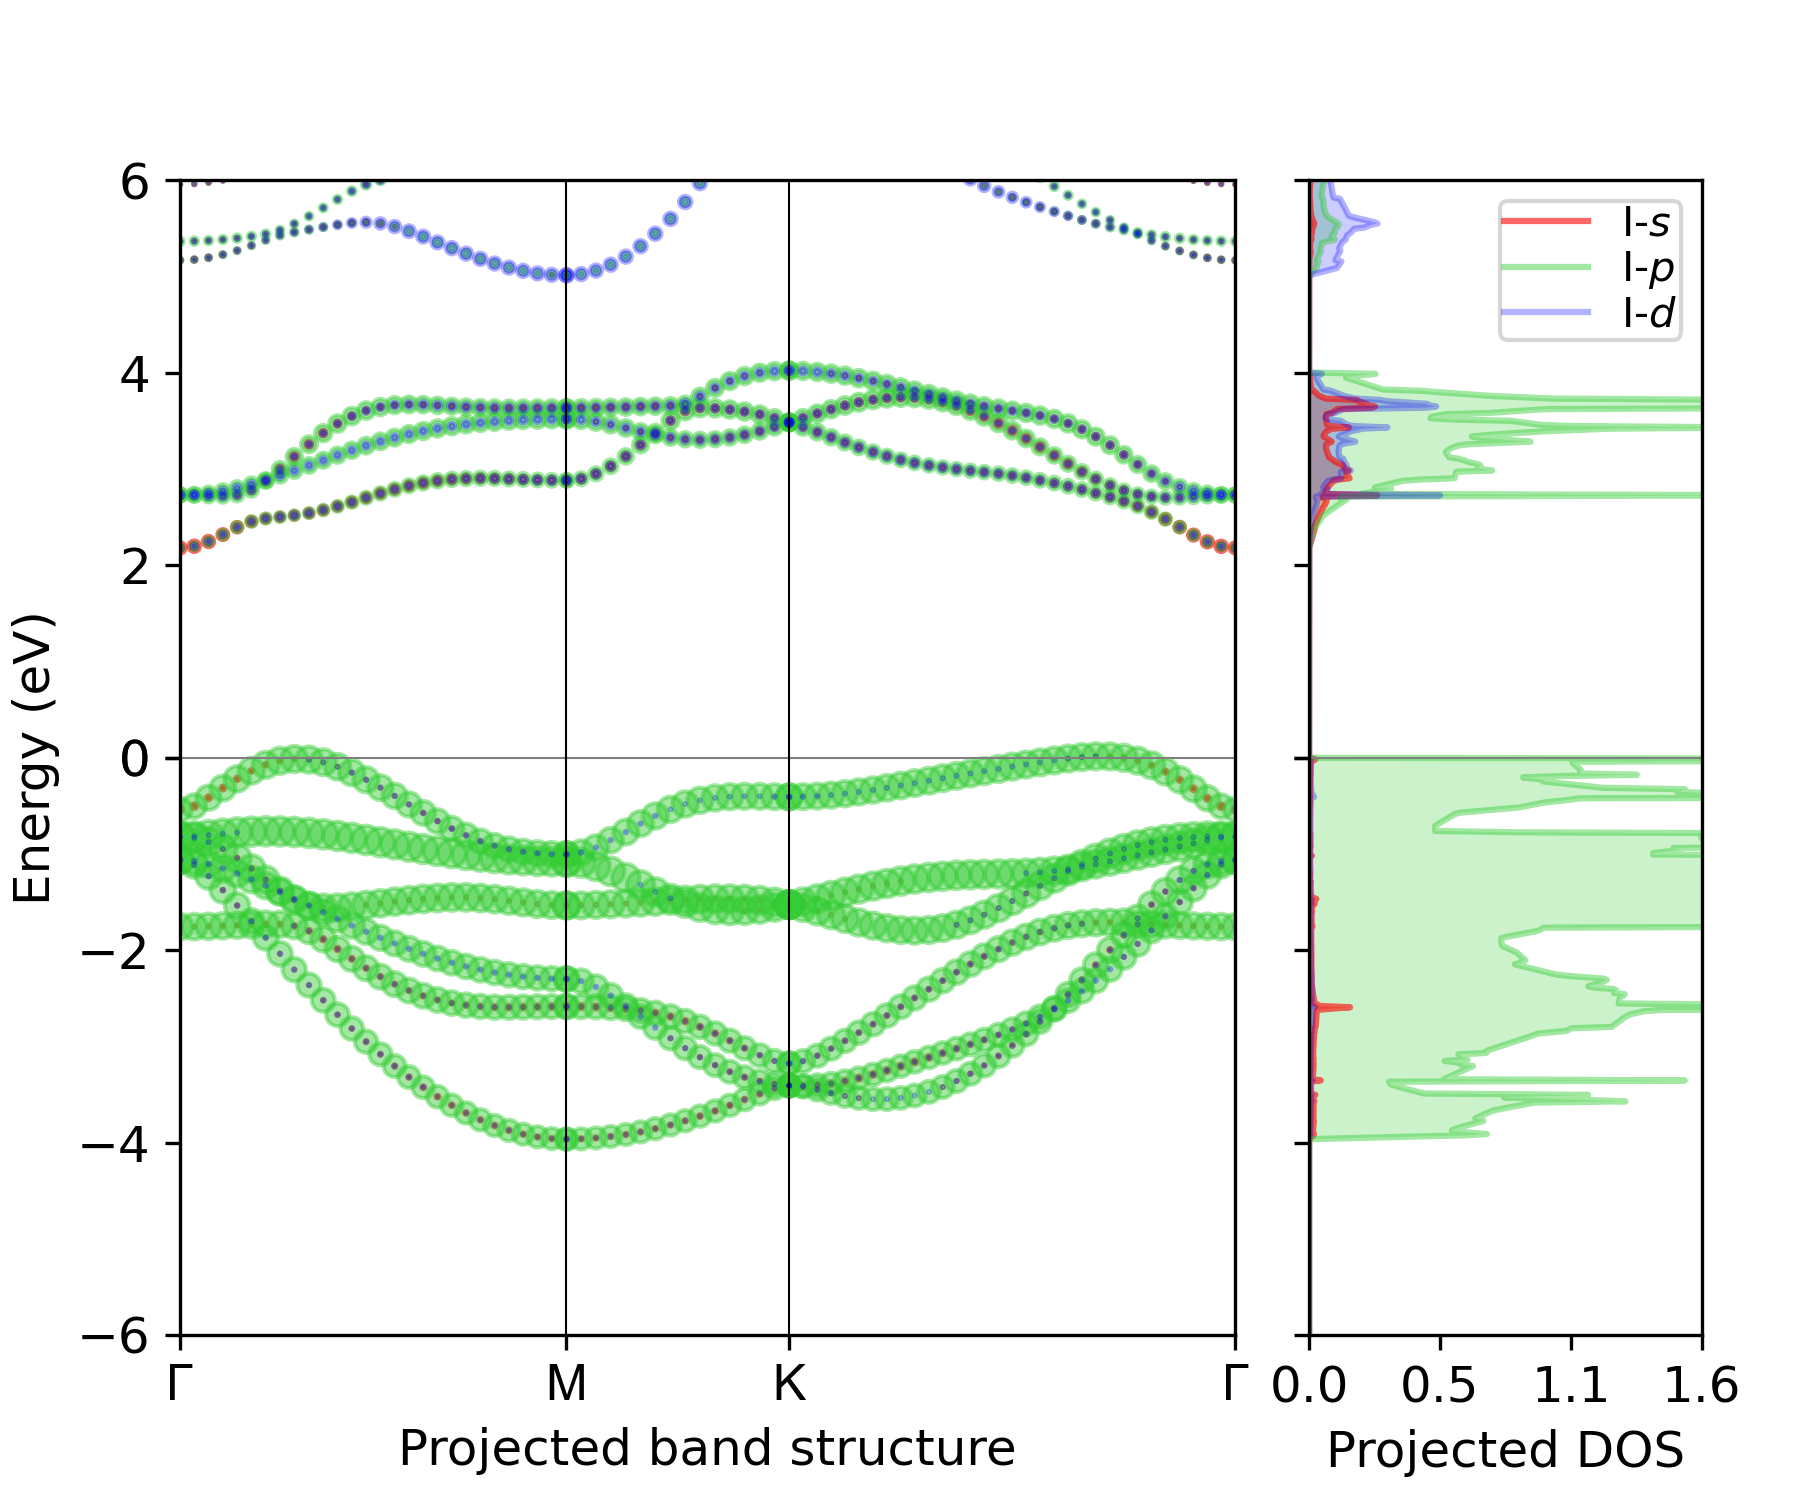 6
4
2
0
−2
−4
−6
Energy (eV)
Γ M K Γ
Projected band structure
I-s
I-p
I-d
0.0 0.5 1.1 1.6
Projected DOS